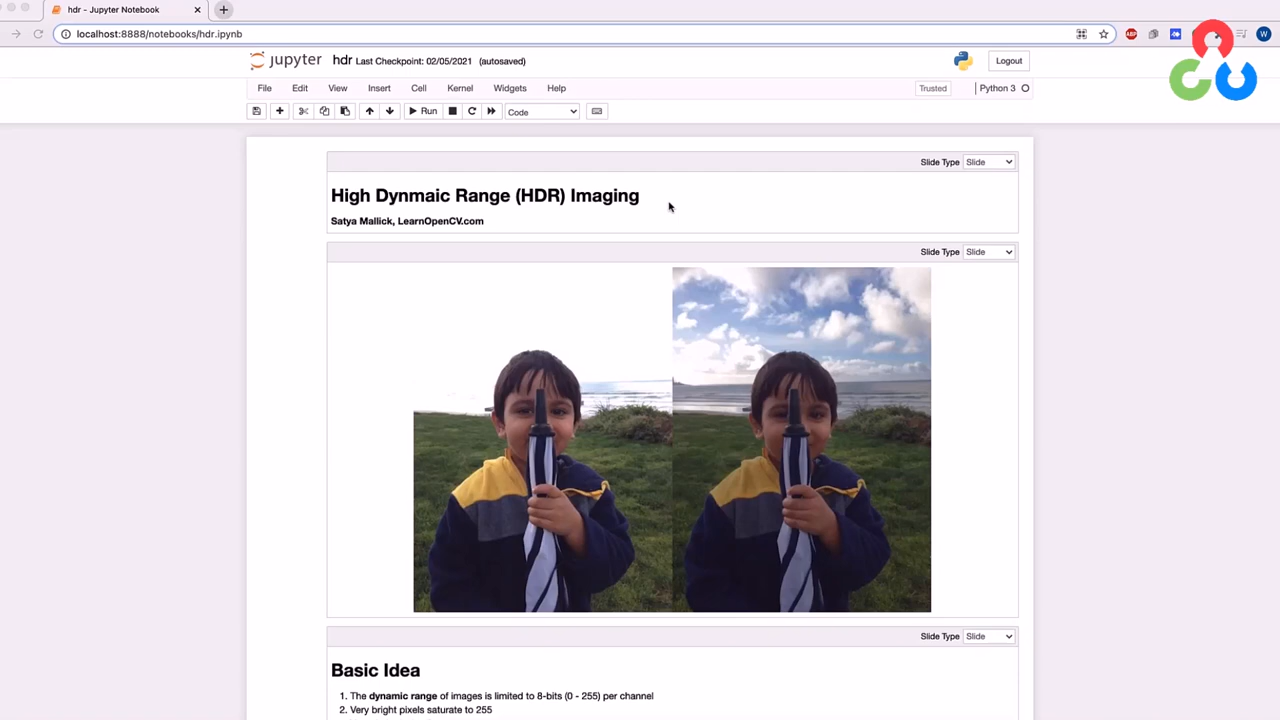 hdr - Jupyter Notebook
localhost:8888/notebooks/hdr.ipynb
ABP
W
jupyter hdr Last Checkpoint: 02/05/2021 (autosaved)
Logout
File Edit View Insert Cell Kernel Widgets Help
Trusted
Python 3
Run
Code
Slide Type Slide
High Dynmaic Range (HDR) Imaging
Satya Mallick, LearnOpenCV.com
Slide Type Slide
Slide Type Slide
Basic Idea
1. The dynamic range of images is limited to 8-bits (0 - 255) per channel
2. Very bright pixels saturate to 255